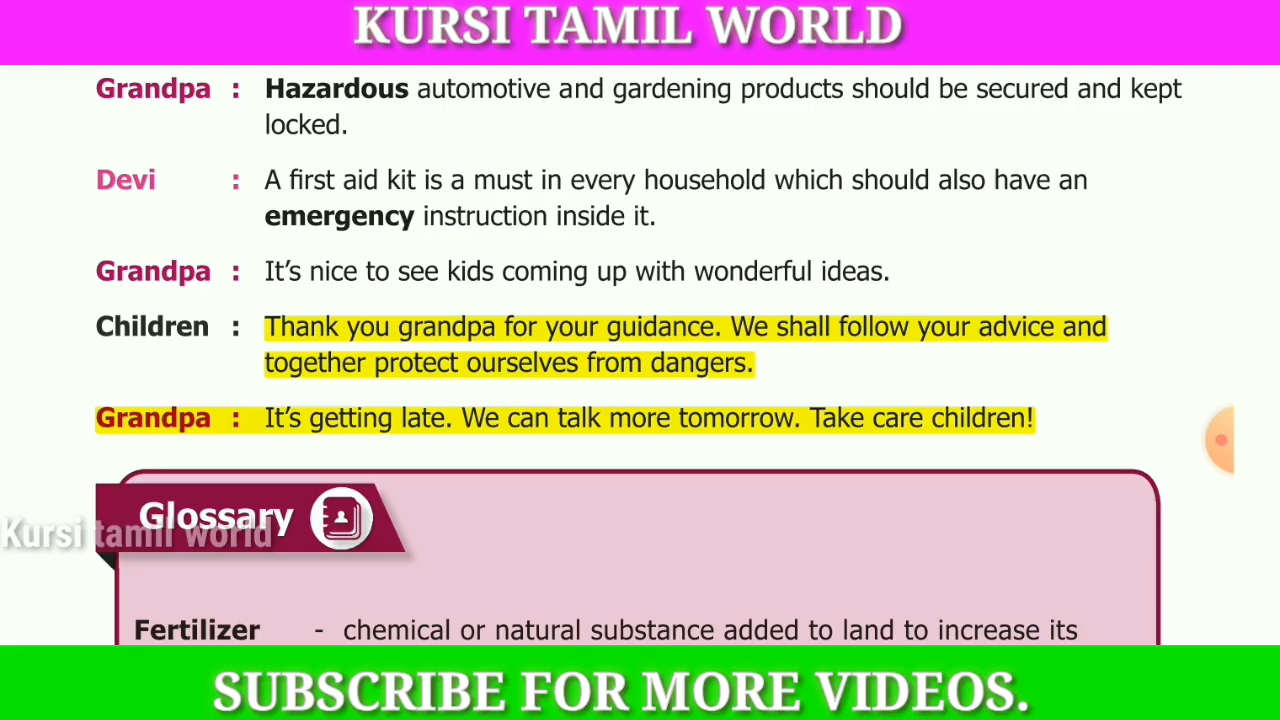 KURSI TAMIL WORLD
Grandpa : Hazardous automotive and gardening products should be secured and kept
locked.
Devi : A first aid kit is a must in every household which should also have an
emergency instruction inside it.
Grandpa : It's nice to see kids coming up with wonderful ideas.
Children : Thank you grandpa for your guidance. We shall follow your advice and
together protect ourselves from dangers.
Grandpa : It's getting late. We can talk more tomorrow. Take care children!
Glossary
Kursi tamil world
Fertilizer - chemical or natural substance added to land to increase its
SUBSCRIBE FOR MORE VIDEOS.